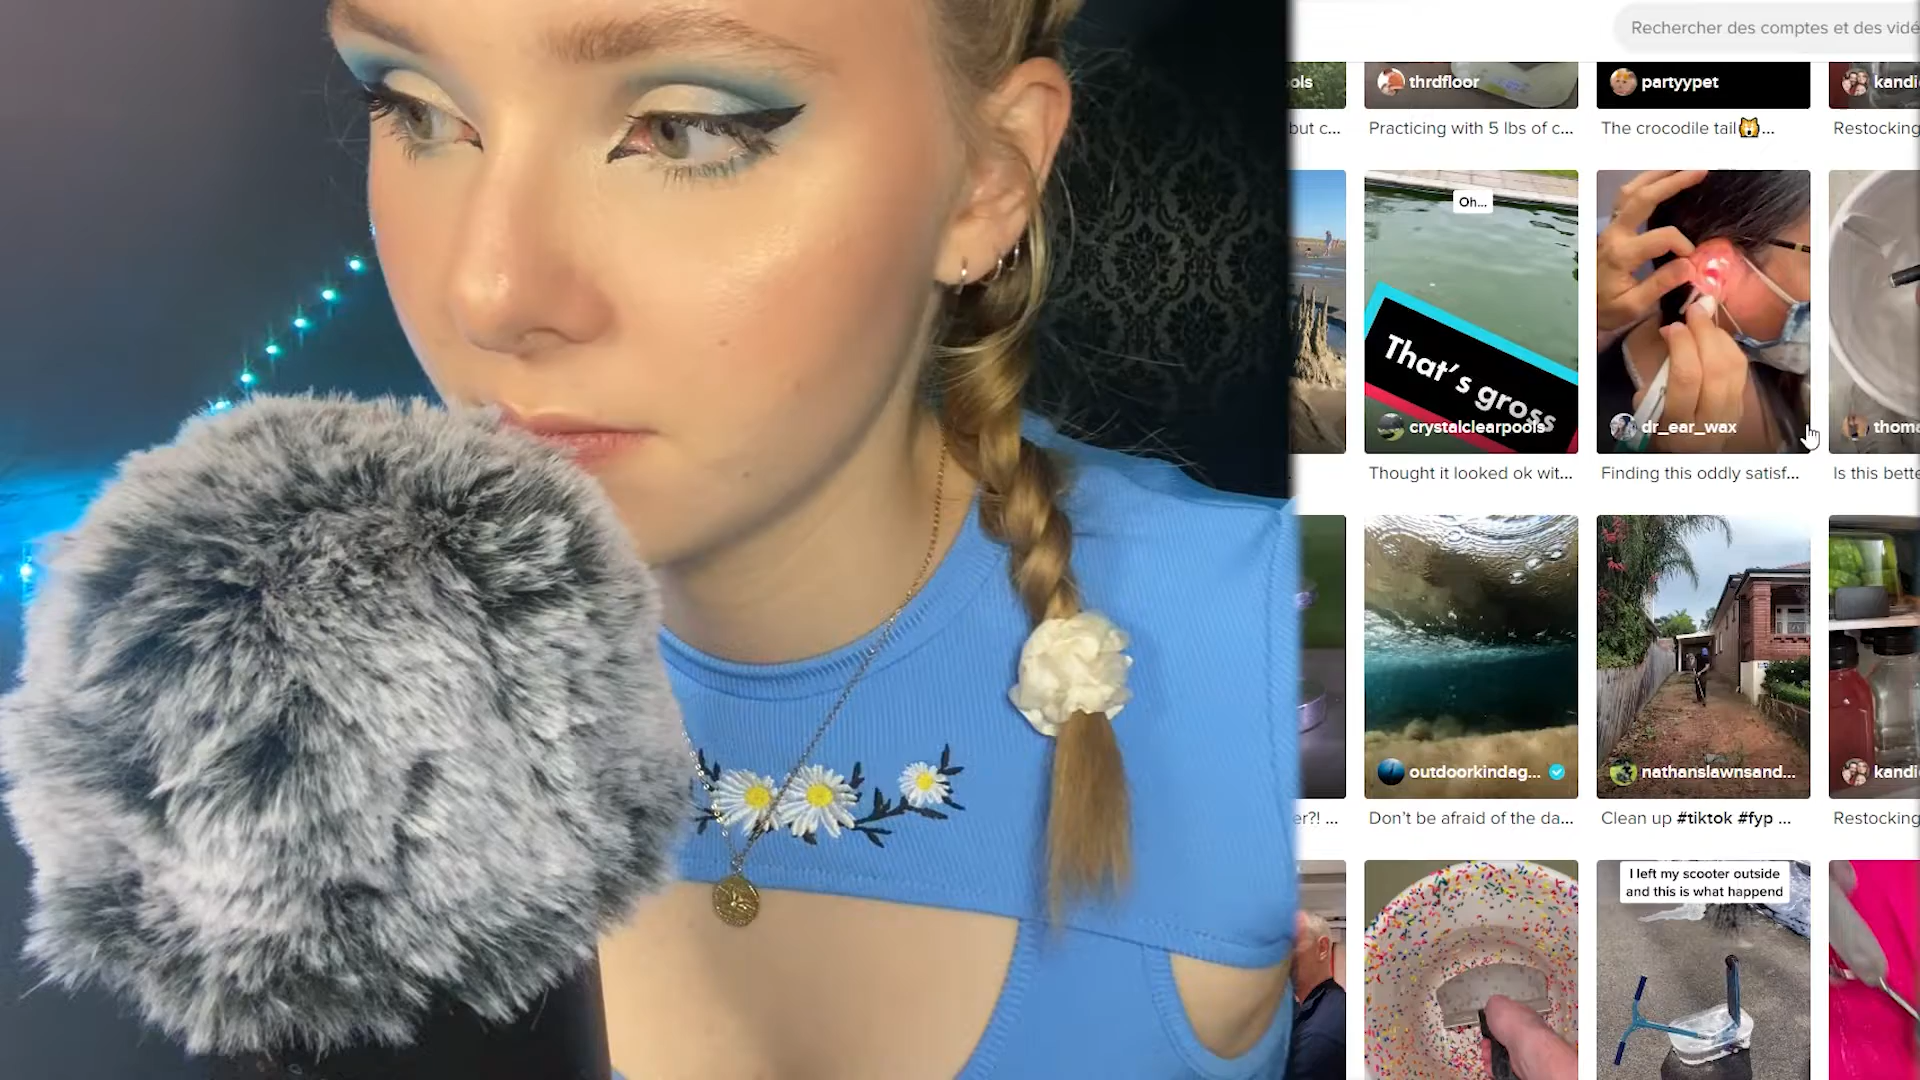 Rechercher des comptes et des vidé
ols
thrdfloor
partyypet
kandi
but c...
Practicing with 5 lbs of c...
The crocodile tail🙀...
Restocking
Oh...
That's gross
crystalclearpools
dr_ear_wax
thoma
Thought it looked ok wit...
Finding this oddly satisf...
Is this bette
outdoorkindag...
nathanslawnsand...
kandi
er?! ...
Don't be afraid of the da...
Clean up #tiktok #fyp ...
Restocking
I left my scooter outside
and this is what happend